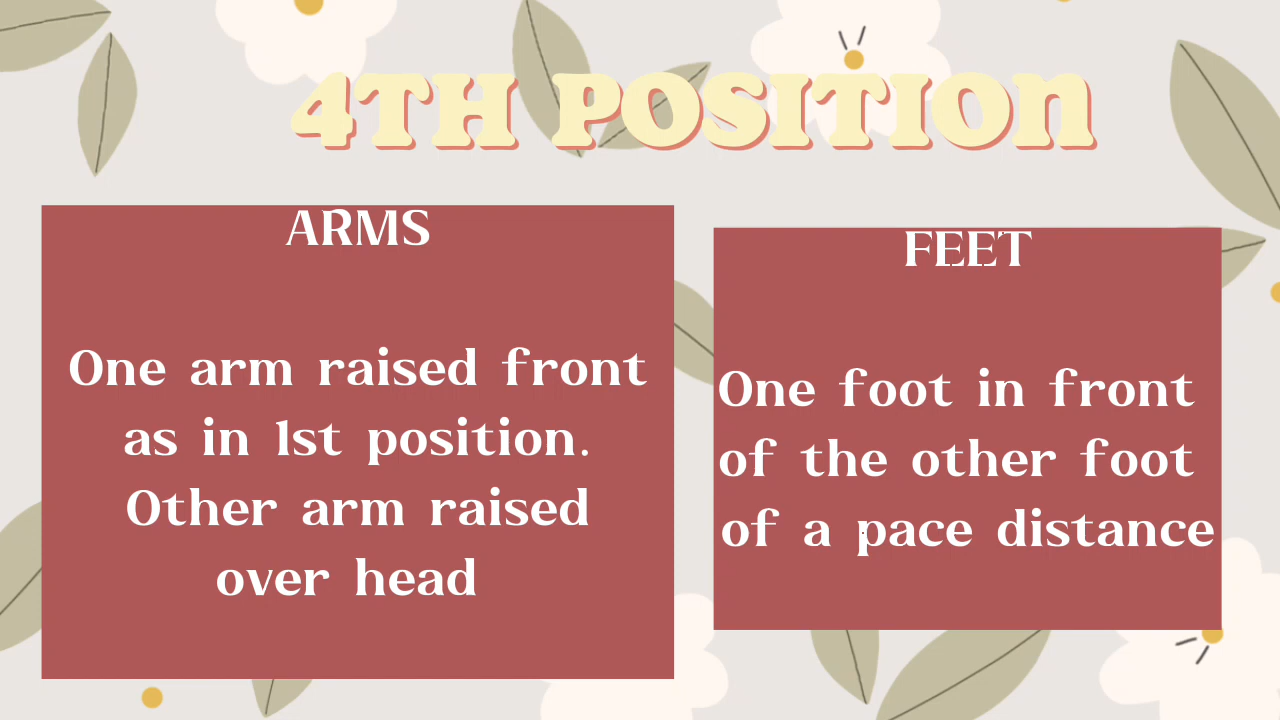 4TH POSITION
ARMS
One arm raised front
as in 1st position.
Other arm raised
over head
FEET
One foot in front
of the other foot
of a pace distance